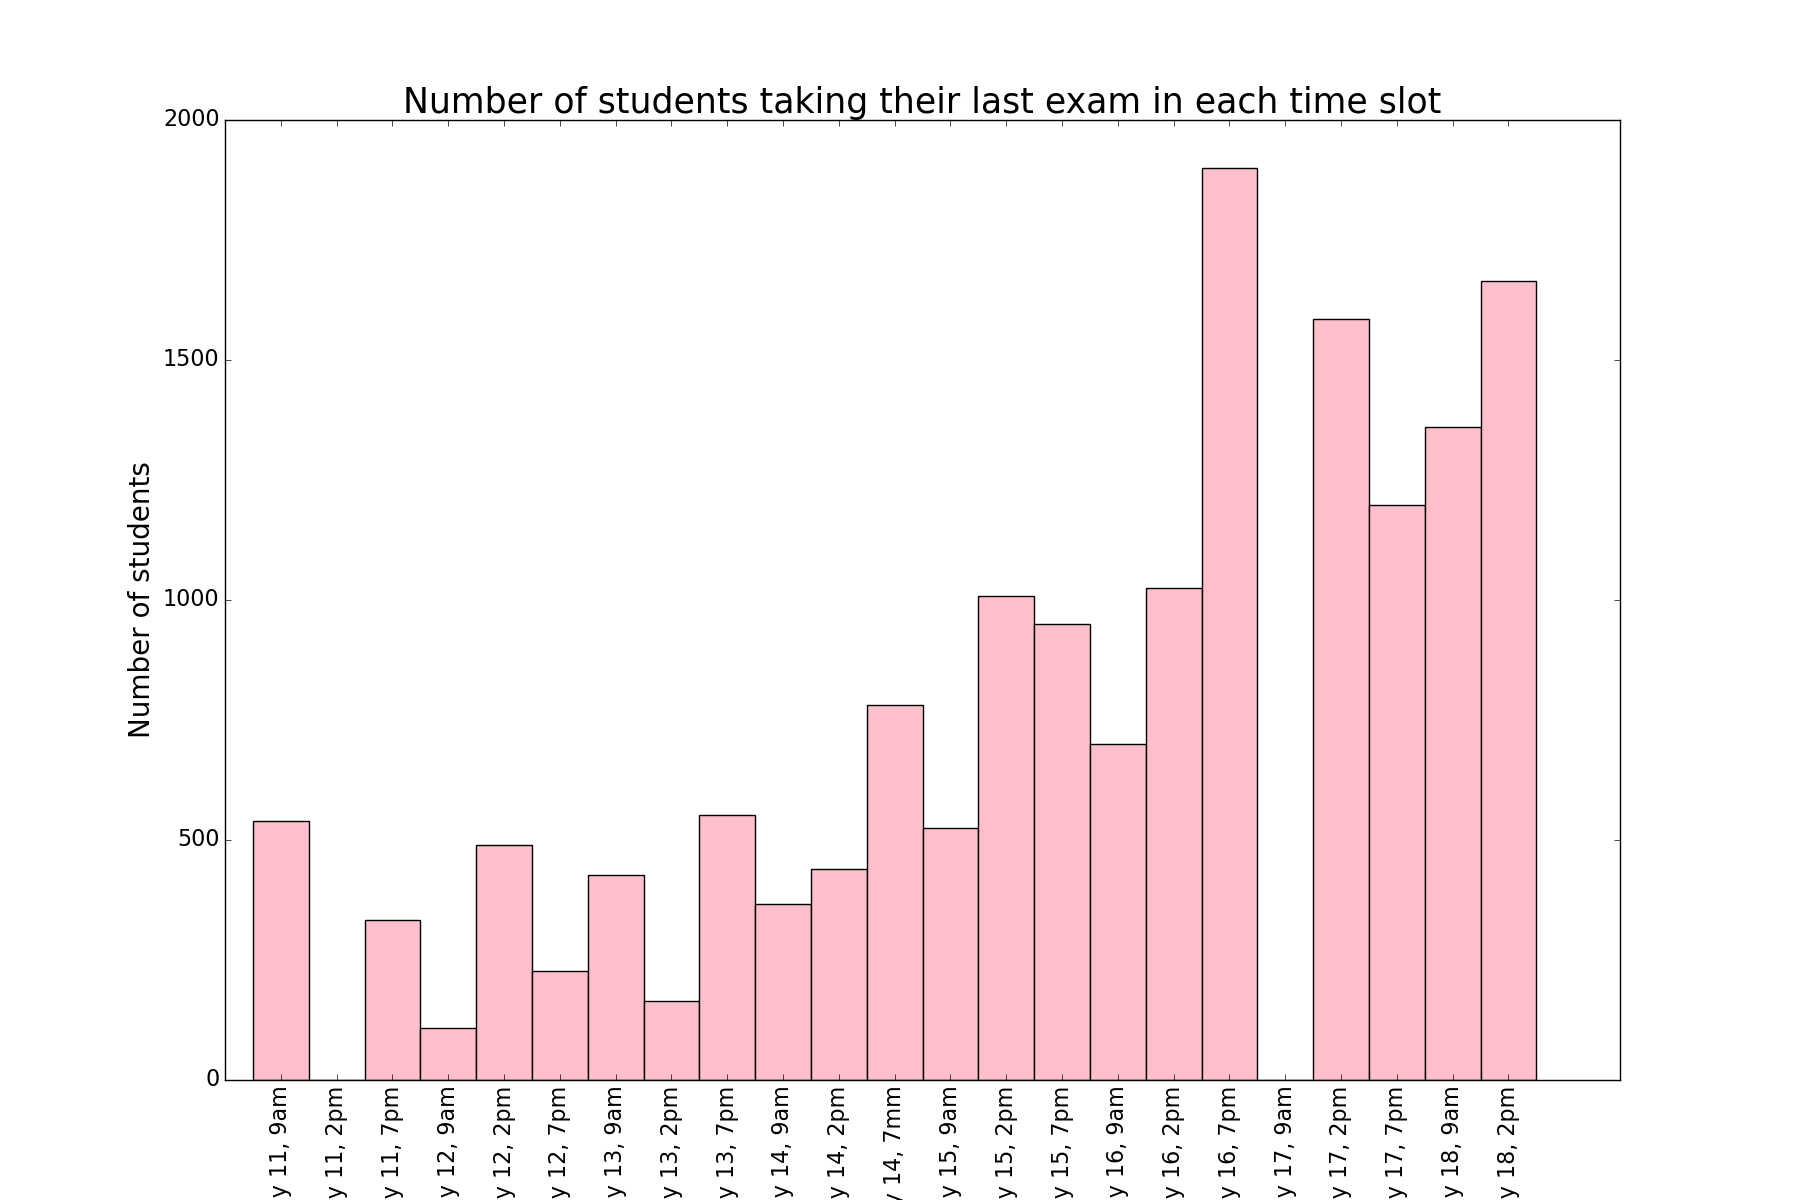 Number of students taking their last exam in each time slot
Number of students
2000
1500
1000
500
0
y 11, 9am
y 11, 2pm
y 11, 7pm
y 12, 9am
y 12, 2pm
y 12, 7pm
y 13, 9am
y 13, 2pm
y 13, 7pm
y 14, 9am
y 14, 2pm
y 14, 7mm
y 15, 9am
y 15, 2pm
y 15, 7pm
y 16, 9am
y 16, 2pm
y 16, 7pm
y 17, 9am
y 17, 2pm
y 17, 7pm
y 18, 9am
y 18, 2pm